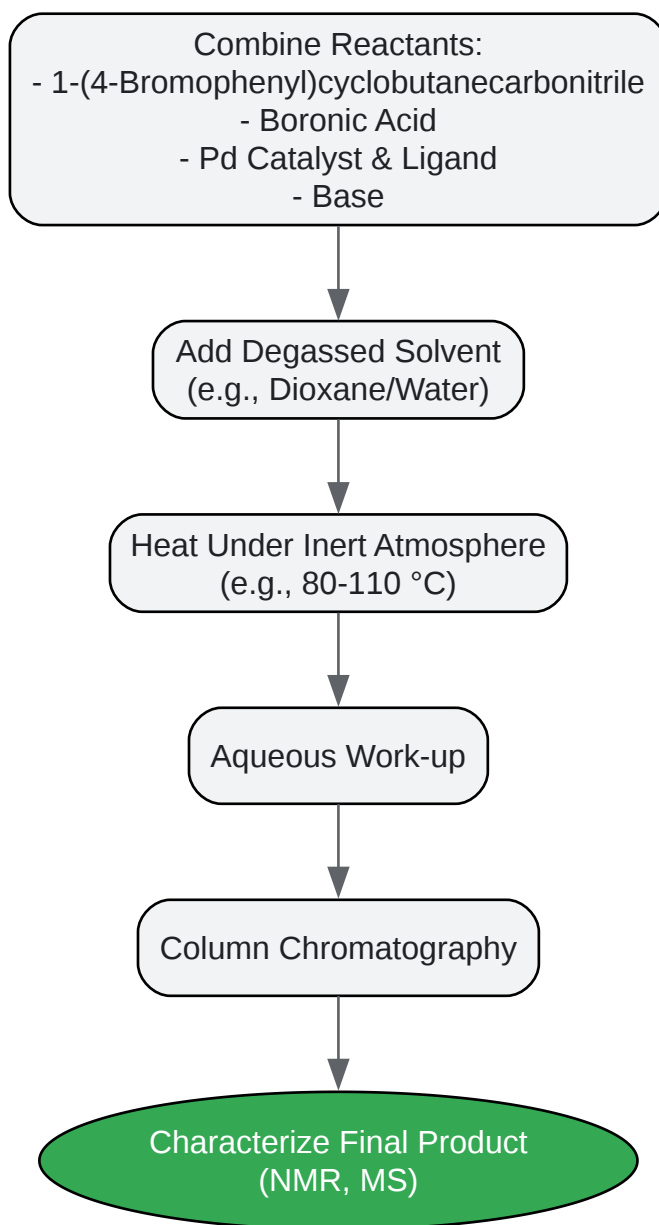 Combine Reactants:
- 1-(4-Bromophenyl)cyclobutanecarbonitrile
- Boronic Acid
- Pd Catalyst & Ligand
- Base
Add Degassed Solvent
(e.g., Dioxane/Water)
Heat Under Inert Atmosphere
(e.g., 80-110 °C)
Aqueous Work-up
Column Chromatography
Characterize Final Product
(NMR, MS)